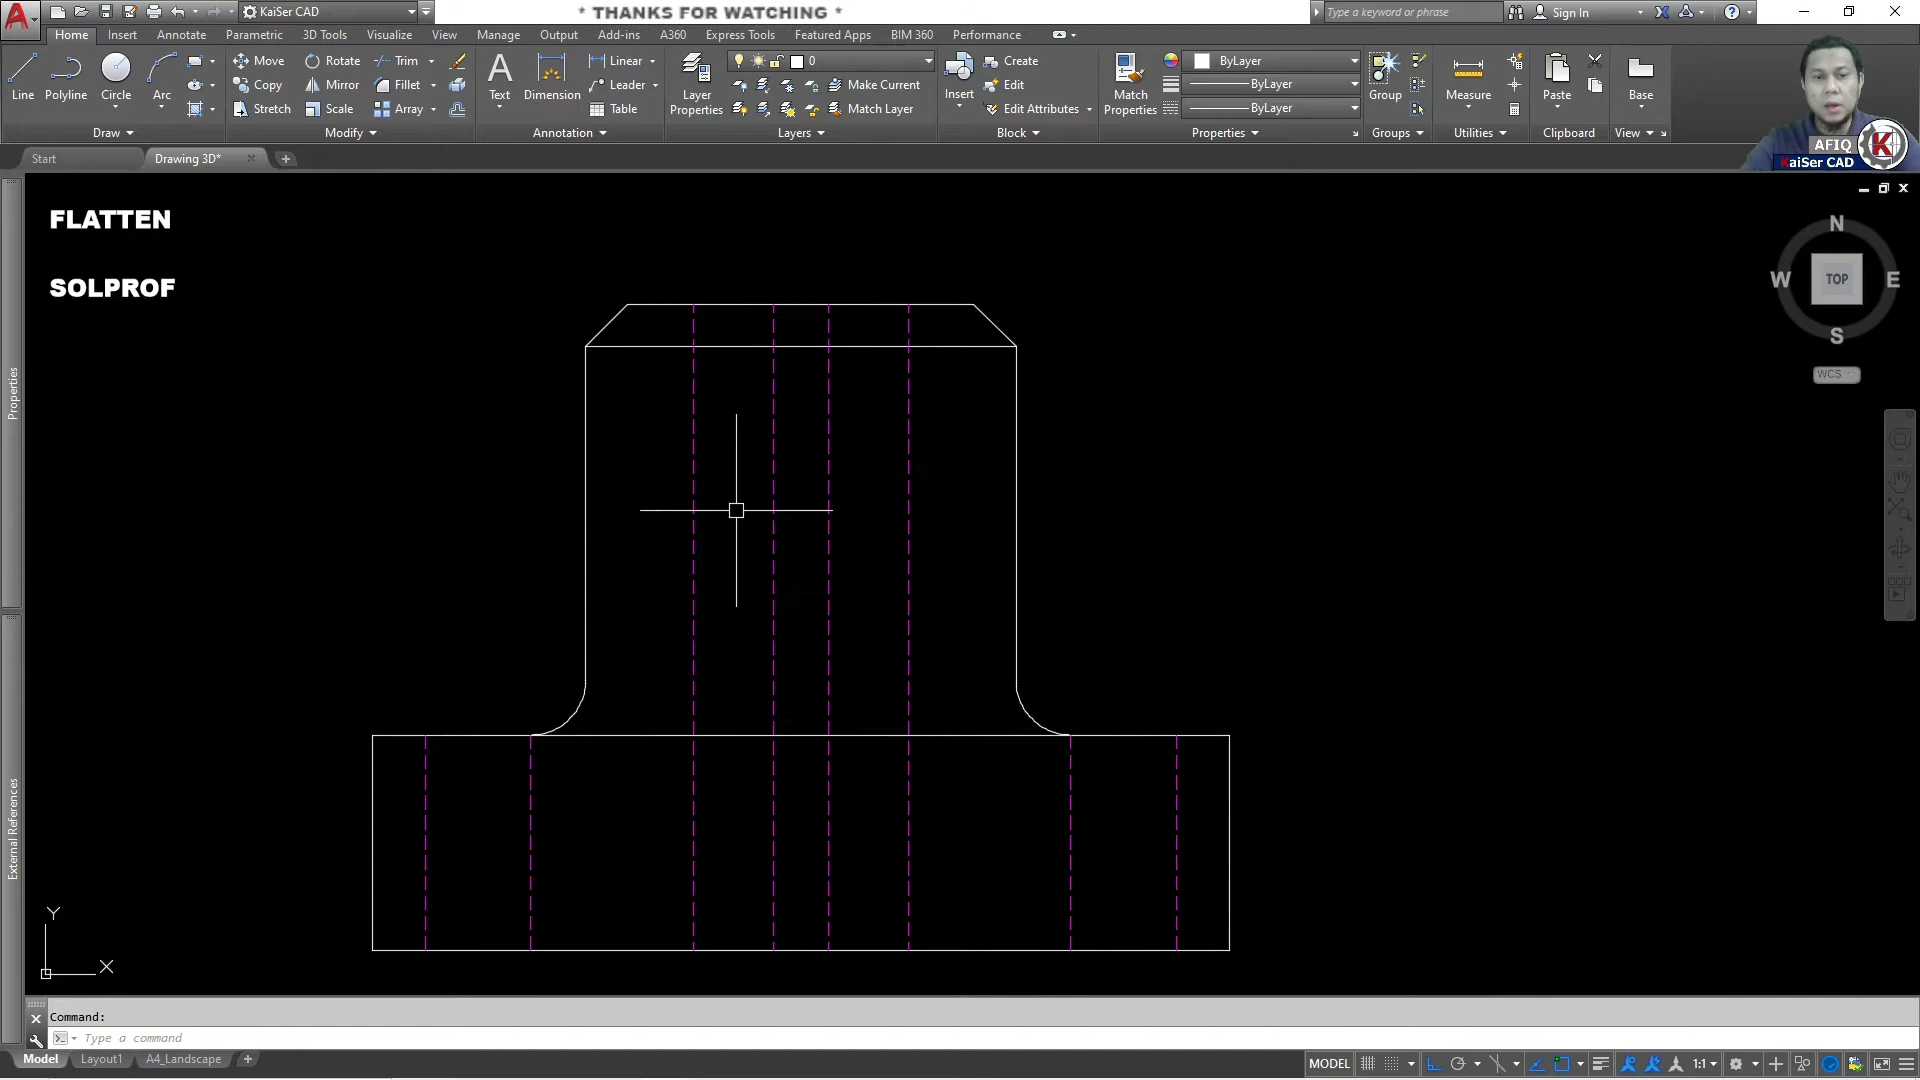 * THANKS FOR WATCHING *
KaiSer CAD
Type a keyword or phrase
Sign In
Home Insert Annotate Parametric 3D Tools Visualize View Manage Output Add-ins A360 Express Tools Featured Apps BIM 360 Performance
Line Polyline Circle Arc
Draw
Move Rotate Trim
Copy Mirror Fillet
Stretch Scale Array
Modify
Text Dimension
Linear
Leader
Table
Annotation
Layer Properties
0
Make Current
Match Layer
Layers
Insert
Create
Edit
Edit Attributes
Block
Match Properties
ByLayer
ByLayer
ByLayer
Properties
Group
Groups
Measure
Utilities
Paste
Clipboard
Base
View
AFIQ
KaiSer CAD
K
Start
Drawing 3D*
FLATTEN
SOLPROF
N
W TOP E
S
WCS
Properties
External References
Y
X
Command:
Type a command
Model Layout1 A4_Landscape
MODEL
1:1